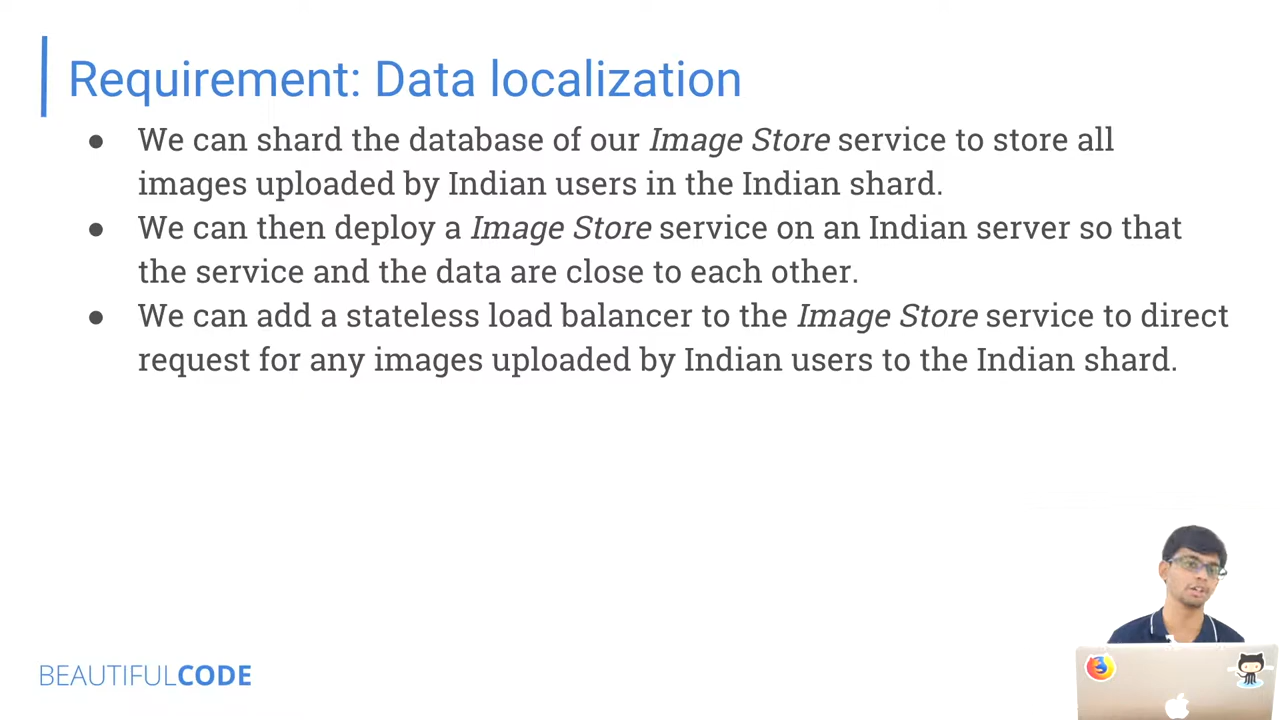 Requirement: Data localization
● We can shard the database of our Image Store service to store all
images uploaded by Indian users in the Indian shard.
● We can then deploy a Image Store service on an Indian server so that
the service and the data are close to each other.
● We can add a stateless load balancer to the Image Store service to direct
request for any images uploaded by Indian users to the Indian shard.
BEAUTIFULCODE